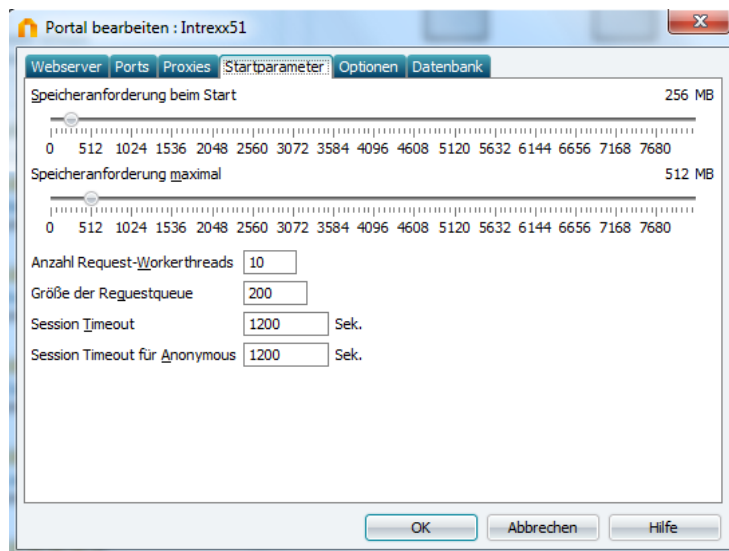 Portal bearbeiten : Intrexx51
Webserver Ports Proxies Startparameter Optionen Datenbank
Speicheranforderung beim Start 256 MB
0 512 1024 1536 2048 2560 3072 3584 4096 4608 5120 5632 6144 6656 7168 7680
Speicheranforderung maximal 512 MB
0 512 1024 1536 2048 2560 3072 3584 4096 4608 5120 5632 6144 6656 7168 7680
Anzahl Request-Workerthreads 10
Größe der Reguestqueue 200
Session Timeout 1200 Sek.
Session Timeout für Anonymous 1200 Sek.
OK Abbrechen Hilfe